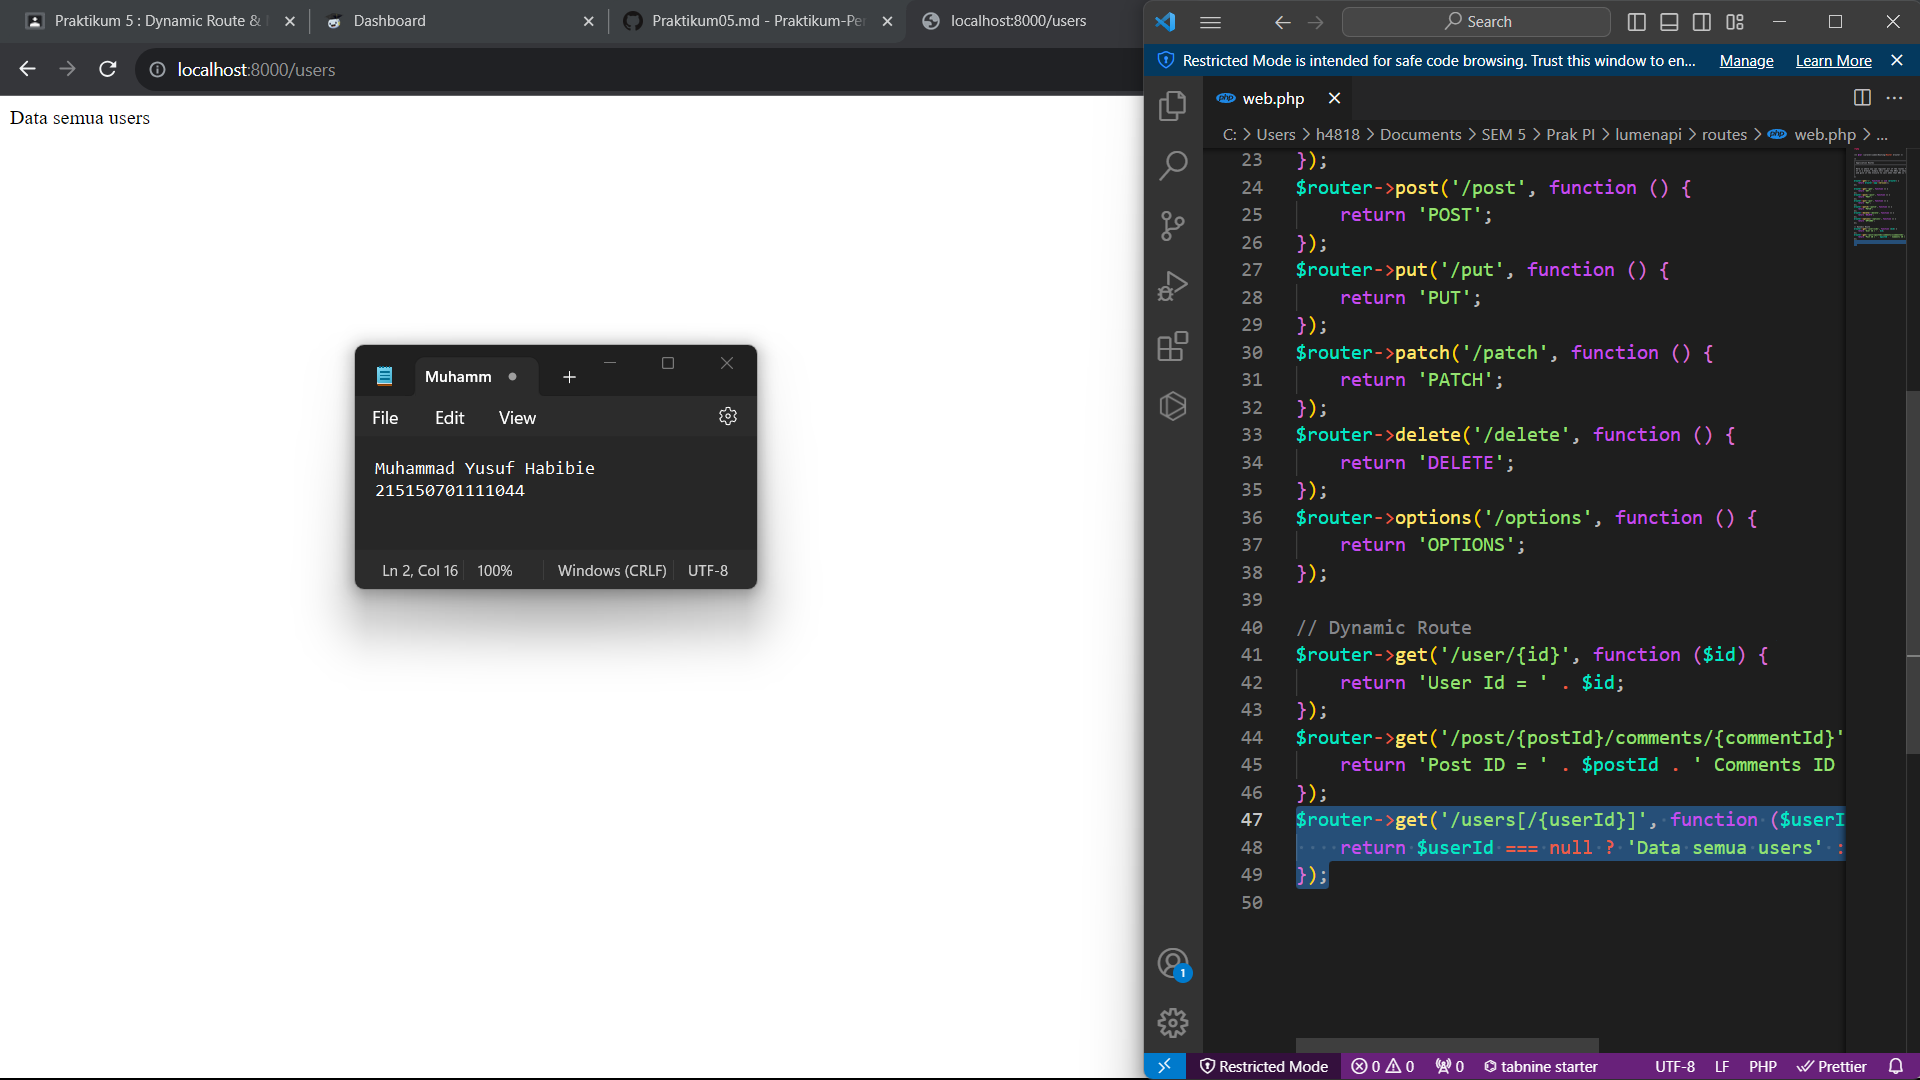 Praktikum 5 : Dynamic Route &
Dashboard
Praktikum05.md - Praktikum-Pe
localhost:8000/users
localhost:8000/users
Data semua users
Muhamm
File Edit View
Muhammad Yusuf Habibie
215150701111044
Ln 2, Col 16 100% Windows (CRLF) UTF-8
Search
Restricted Mode is intended for safe code browsing. Trust this window to en... Manage Learn More
php web.php
C: > Users > h4818 > Documents > SEM 5 > Prak PI > lumenapi > routes > php web.php > ...
23 });
24 $router->post('/post', function () {
25     return 'POST';
26 });
27 $router->put('/put', function () {
28     return 'PUT';
29 });
30 $router->patch('/patch', function () {
31     return 'PATCH';
32 });
33 $router->delete('/delete', function () {
34     return 'DELETE';
35 });
36 $router->options('/options', function () {
37     return 'OPTIONS';
38 });
39
40 // Dynamic Route
41 $router->get('/user/{id}', function ($id) {
42     return 'User Id = ' . $id;
43 });
44 $router->get('/post/{postId}/comments/{commentId}'
45     return 'Post ID = ' . $postId . ' Comments ID
46 });
47 $router->get('/users[/{userId}]', function ($userI
48     return $userId === null ? 'Data semua users' :
49 });
50
1
Restricted Mode 0 0 0 tabnine starter UTF-8 LF PHP Prettier